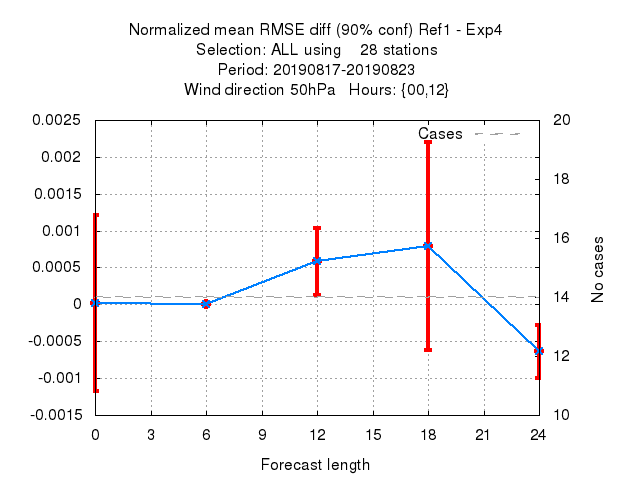 Normalized mean RMSE diff (90% conf) Ref1 - Exp4
Selection: ALL using    28 stations
Period: 20190817-20190823
Wind direction 50hPa   Hours: {00,12}
Cases
0.0025
0.002
0.0015
0.001
0.0005
0
-0.0005
-0.001
-0.0015
20
18
16
14
12
10
No cases
0 3 6 9 12 15 18 21 24
Forecast length